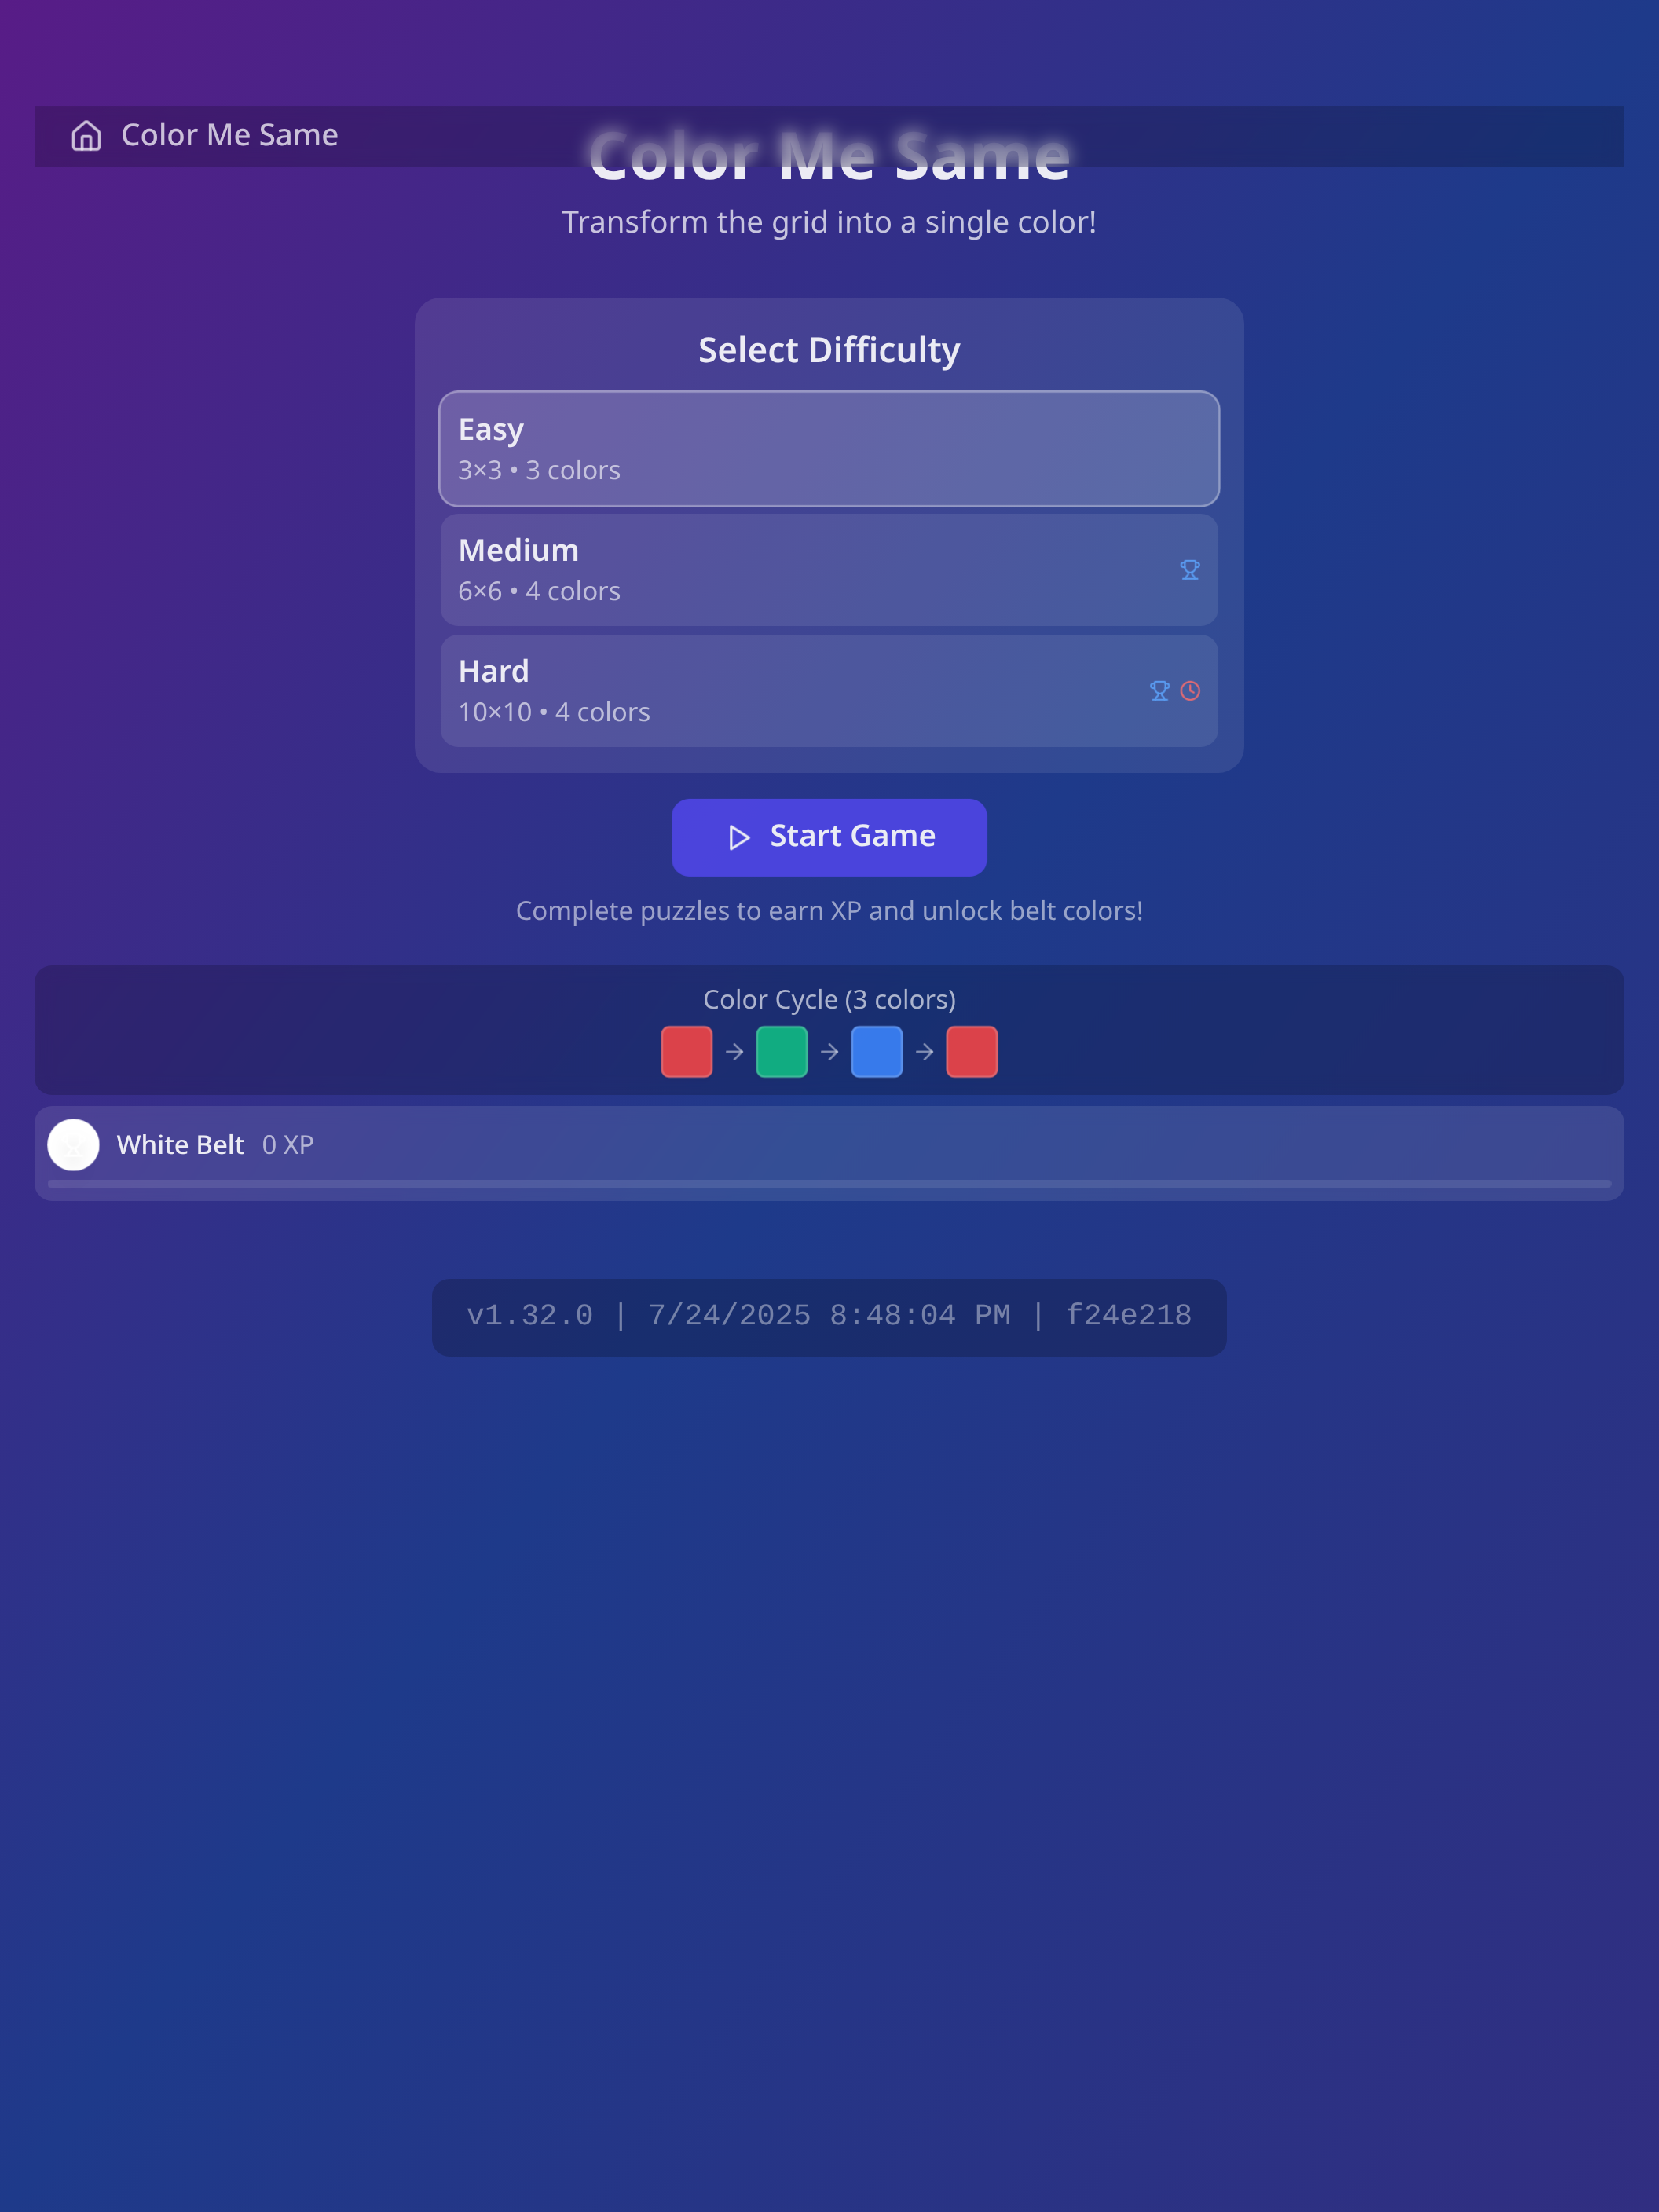 Color Me Same
Color Me Same
Transform the grid into a single color!
Select Difficulty
Easy
3×3 • 3 colors
Medium
6×6 • 4 colors
Hard
10×10 • 4 colors
Start Game
Complete puzzles to earn XP and unlock belt colors!
Color Cycle (3 colors)
White Belt 0 XP
v1.32.0 | 7/24/2025 8:48:04 PM | f24e218